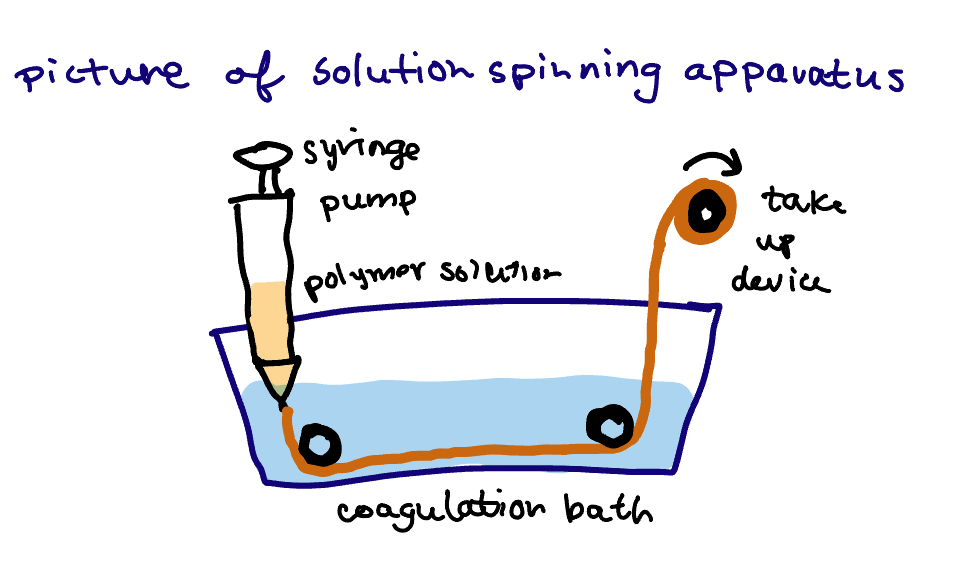 picture of solution spinning apparatus
syringe
pump
polymer solution
take
up
device
coagulation bath